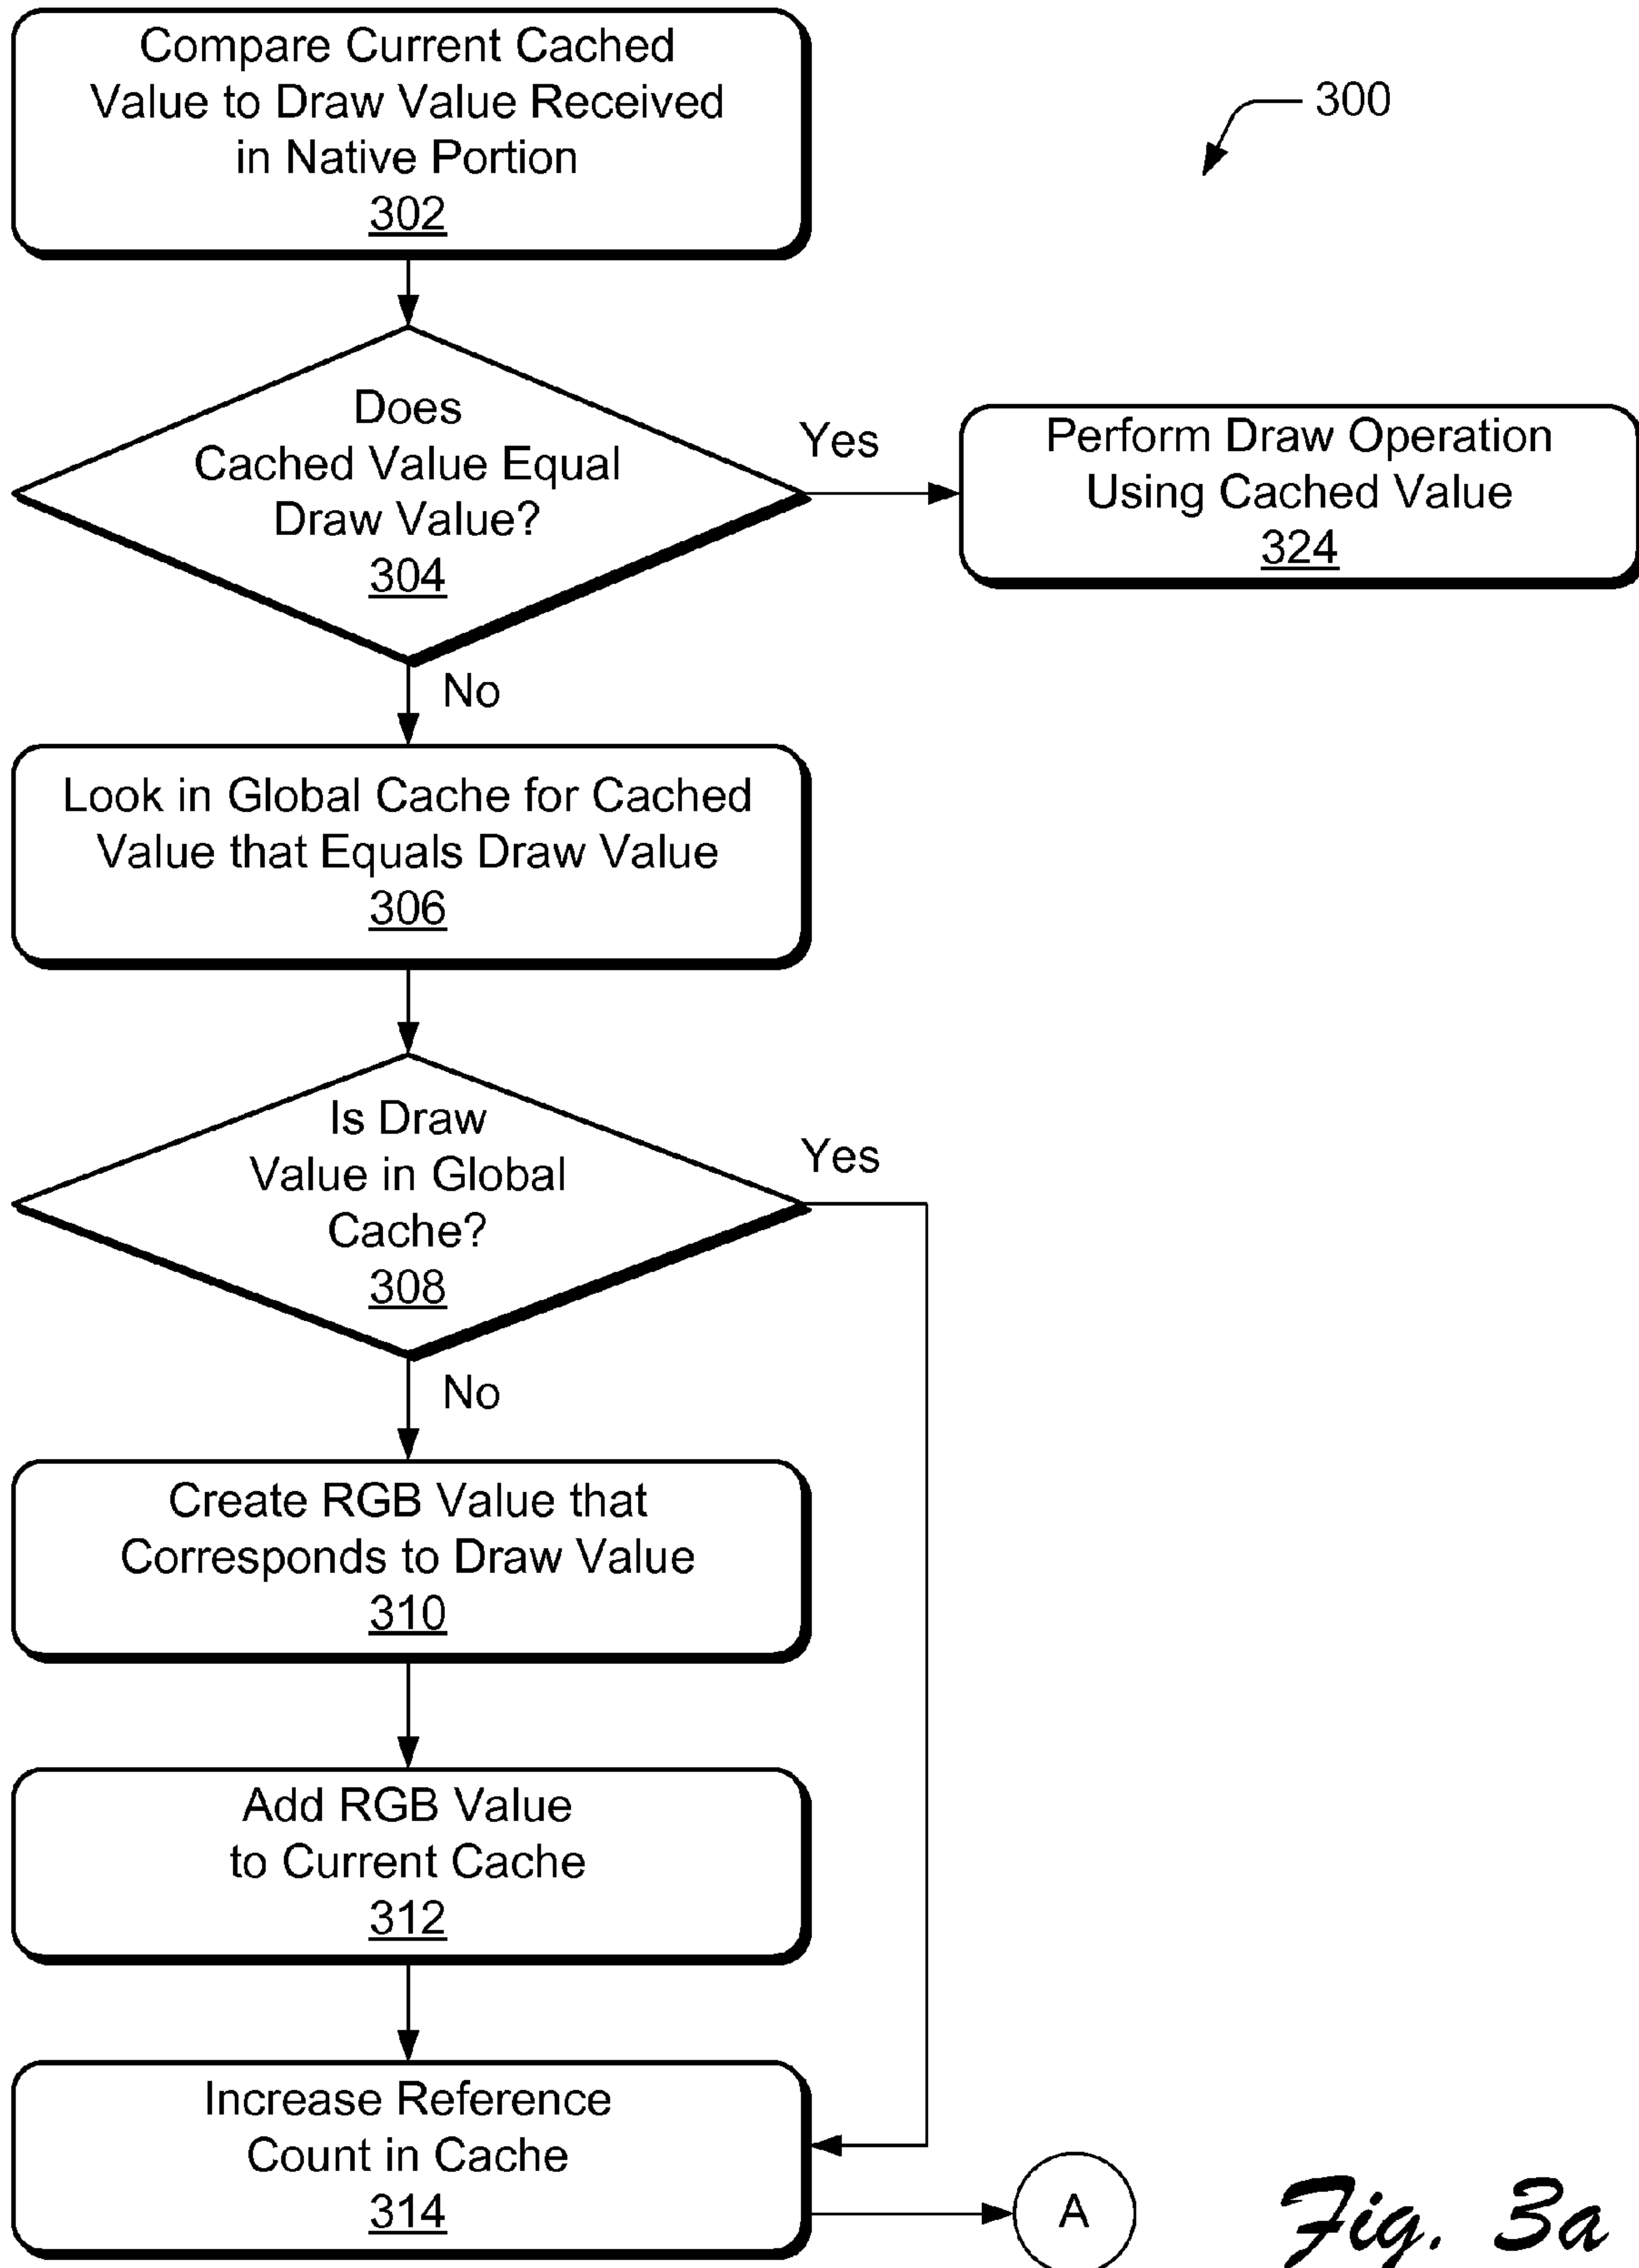 Compare Current Cached
Value to Draw Value Received
in Native Portion
302
300
Does
Cached Value Equal
Draw Value?
304
Yes
Perform Draw Operation
Using Cached Value
324
No
Look in Global Cache for Cached
Value that Equals Draw Value
306
Is Draw
Value in Global
Cache?
308
Yes
No
Create RGB Value that
Corresponds to Draw Value
310
Add RGB Value
to Current Cache
312
Increase Reference
Count in Cache
314
A
Fig. 3a